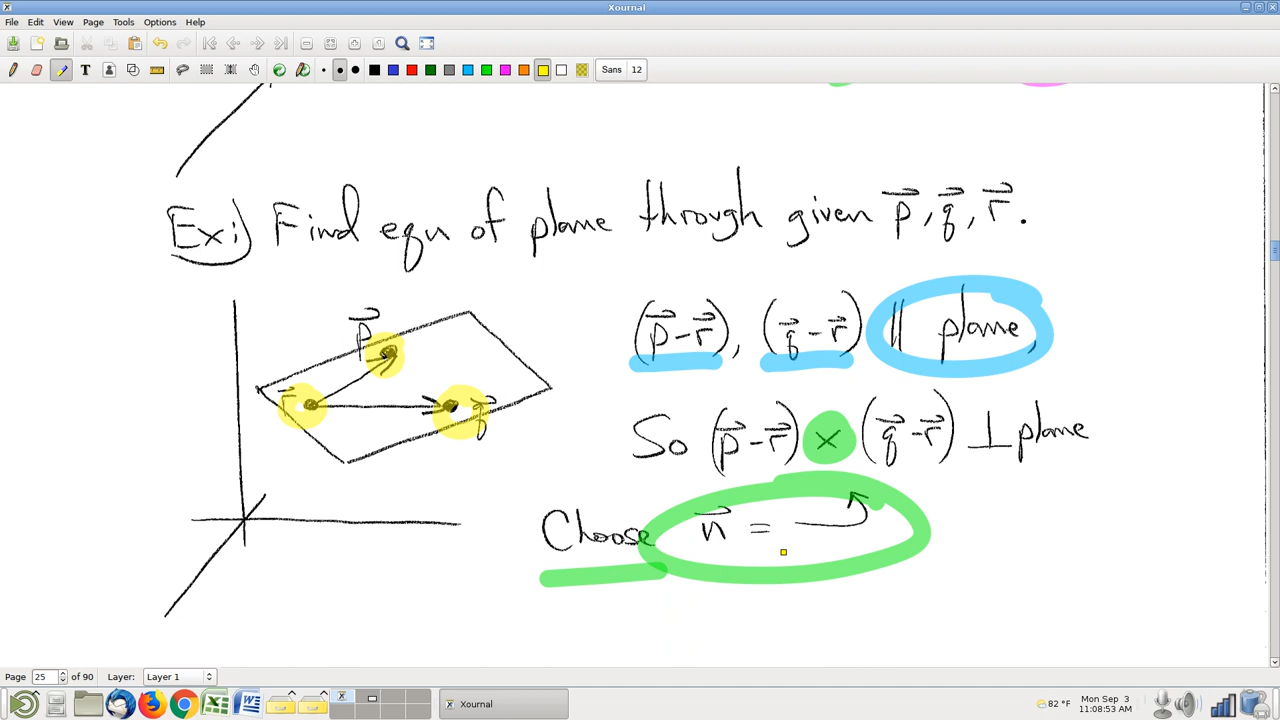 Xournal
File Edit View Page Tools Options Help
Sans 12
Ex:) Find equn of plane through given p⃗, q⃗, r⃗.
p⃗
r⃗
q⃗
(p⃗-r⃗), (q⃗-r⃗) ∥ plane,
So (p⃗-r⃗) × (q⃗-r⃗) ⊥ plane
Choose n⃗ =
Page 25 of 90 Layer: Layer 1
Xournal
82 °F
Mon Sep 3
11:08:53 AM